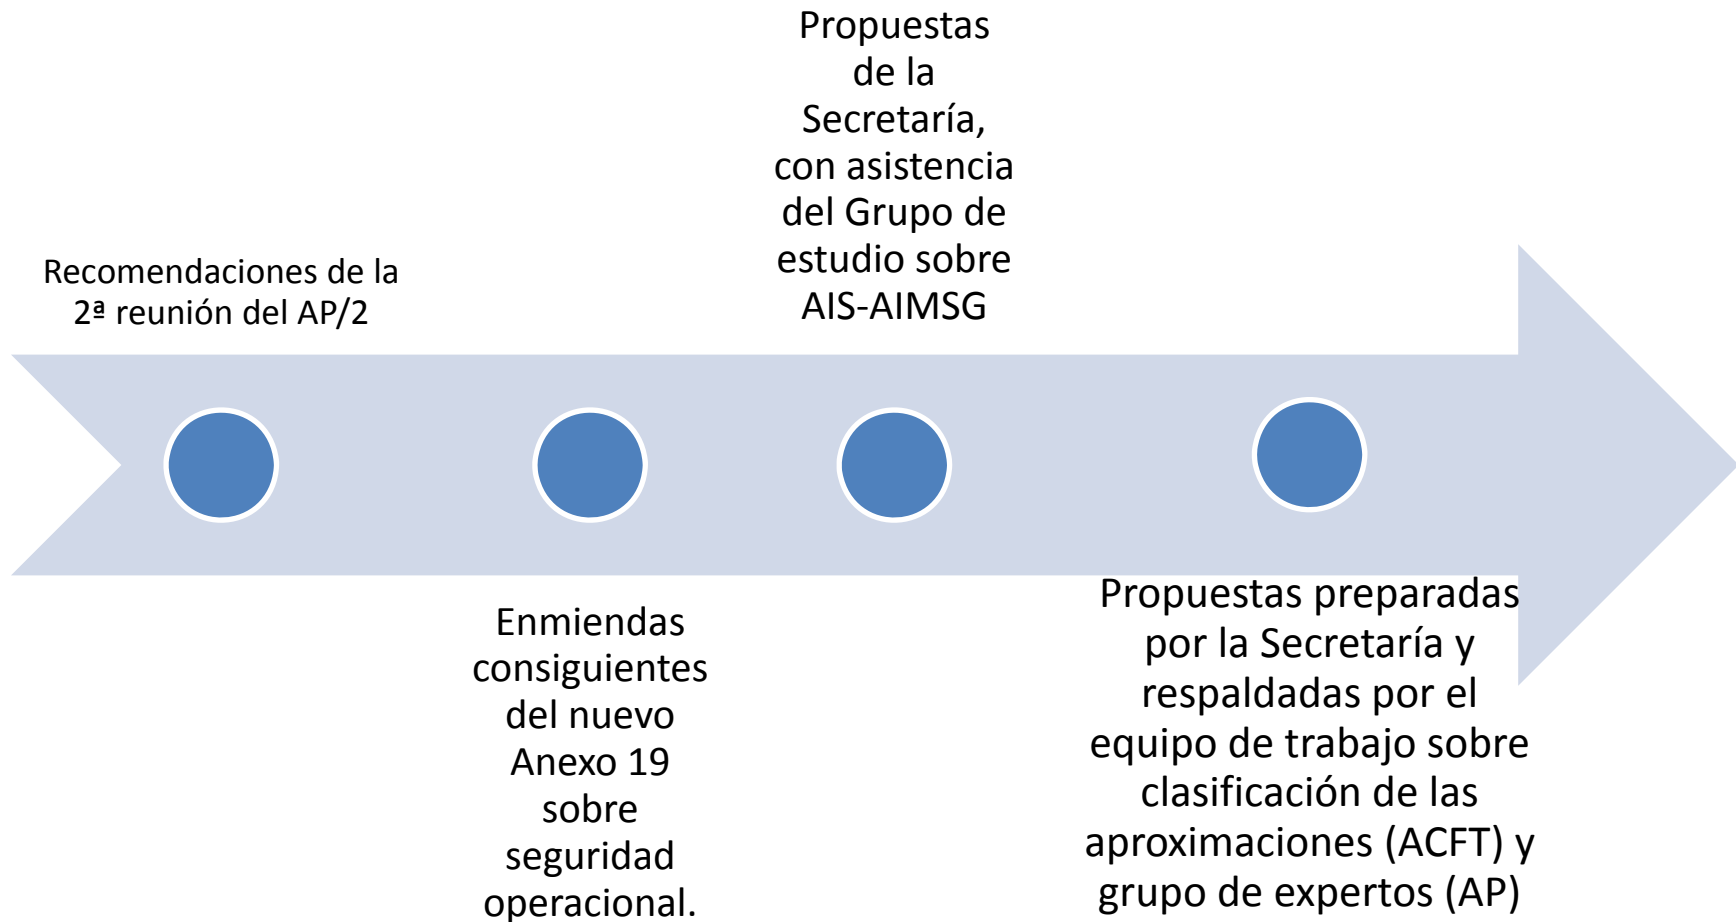 Recomendaciones de la
2ª reunión del AP/2
Enmiendas
consiguientes
del nuevo
Anexo 19
sobre
seguridad
operacional.
Propuestas
de la
Secretaría,
con asistencia
del Grupo de
estudio sobre
AIS-AIMSG
Propuestas preparadas
por la Secretaría y
respaldadas por el
equipo de trabajo sobre
clasificación de las
aproximaciones (ACFT) y
grupo de expertos (AP)